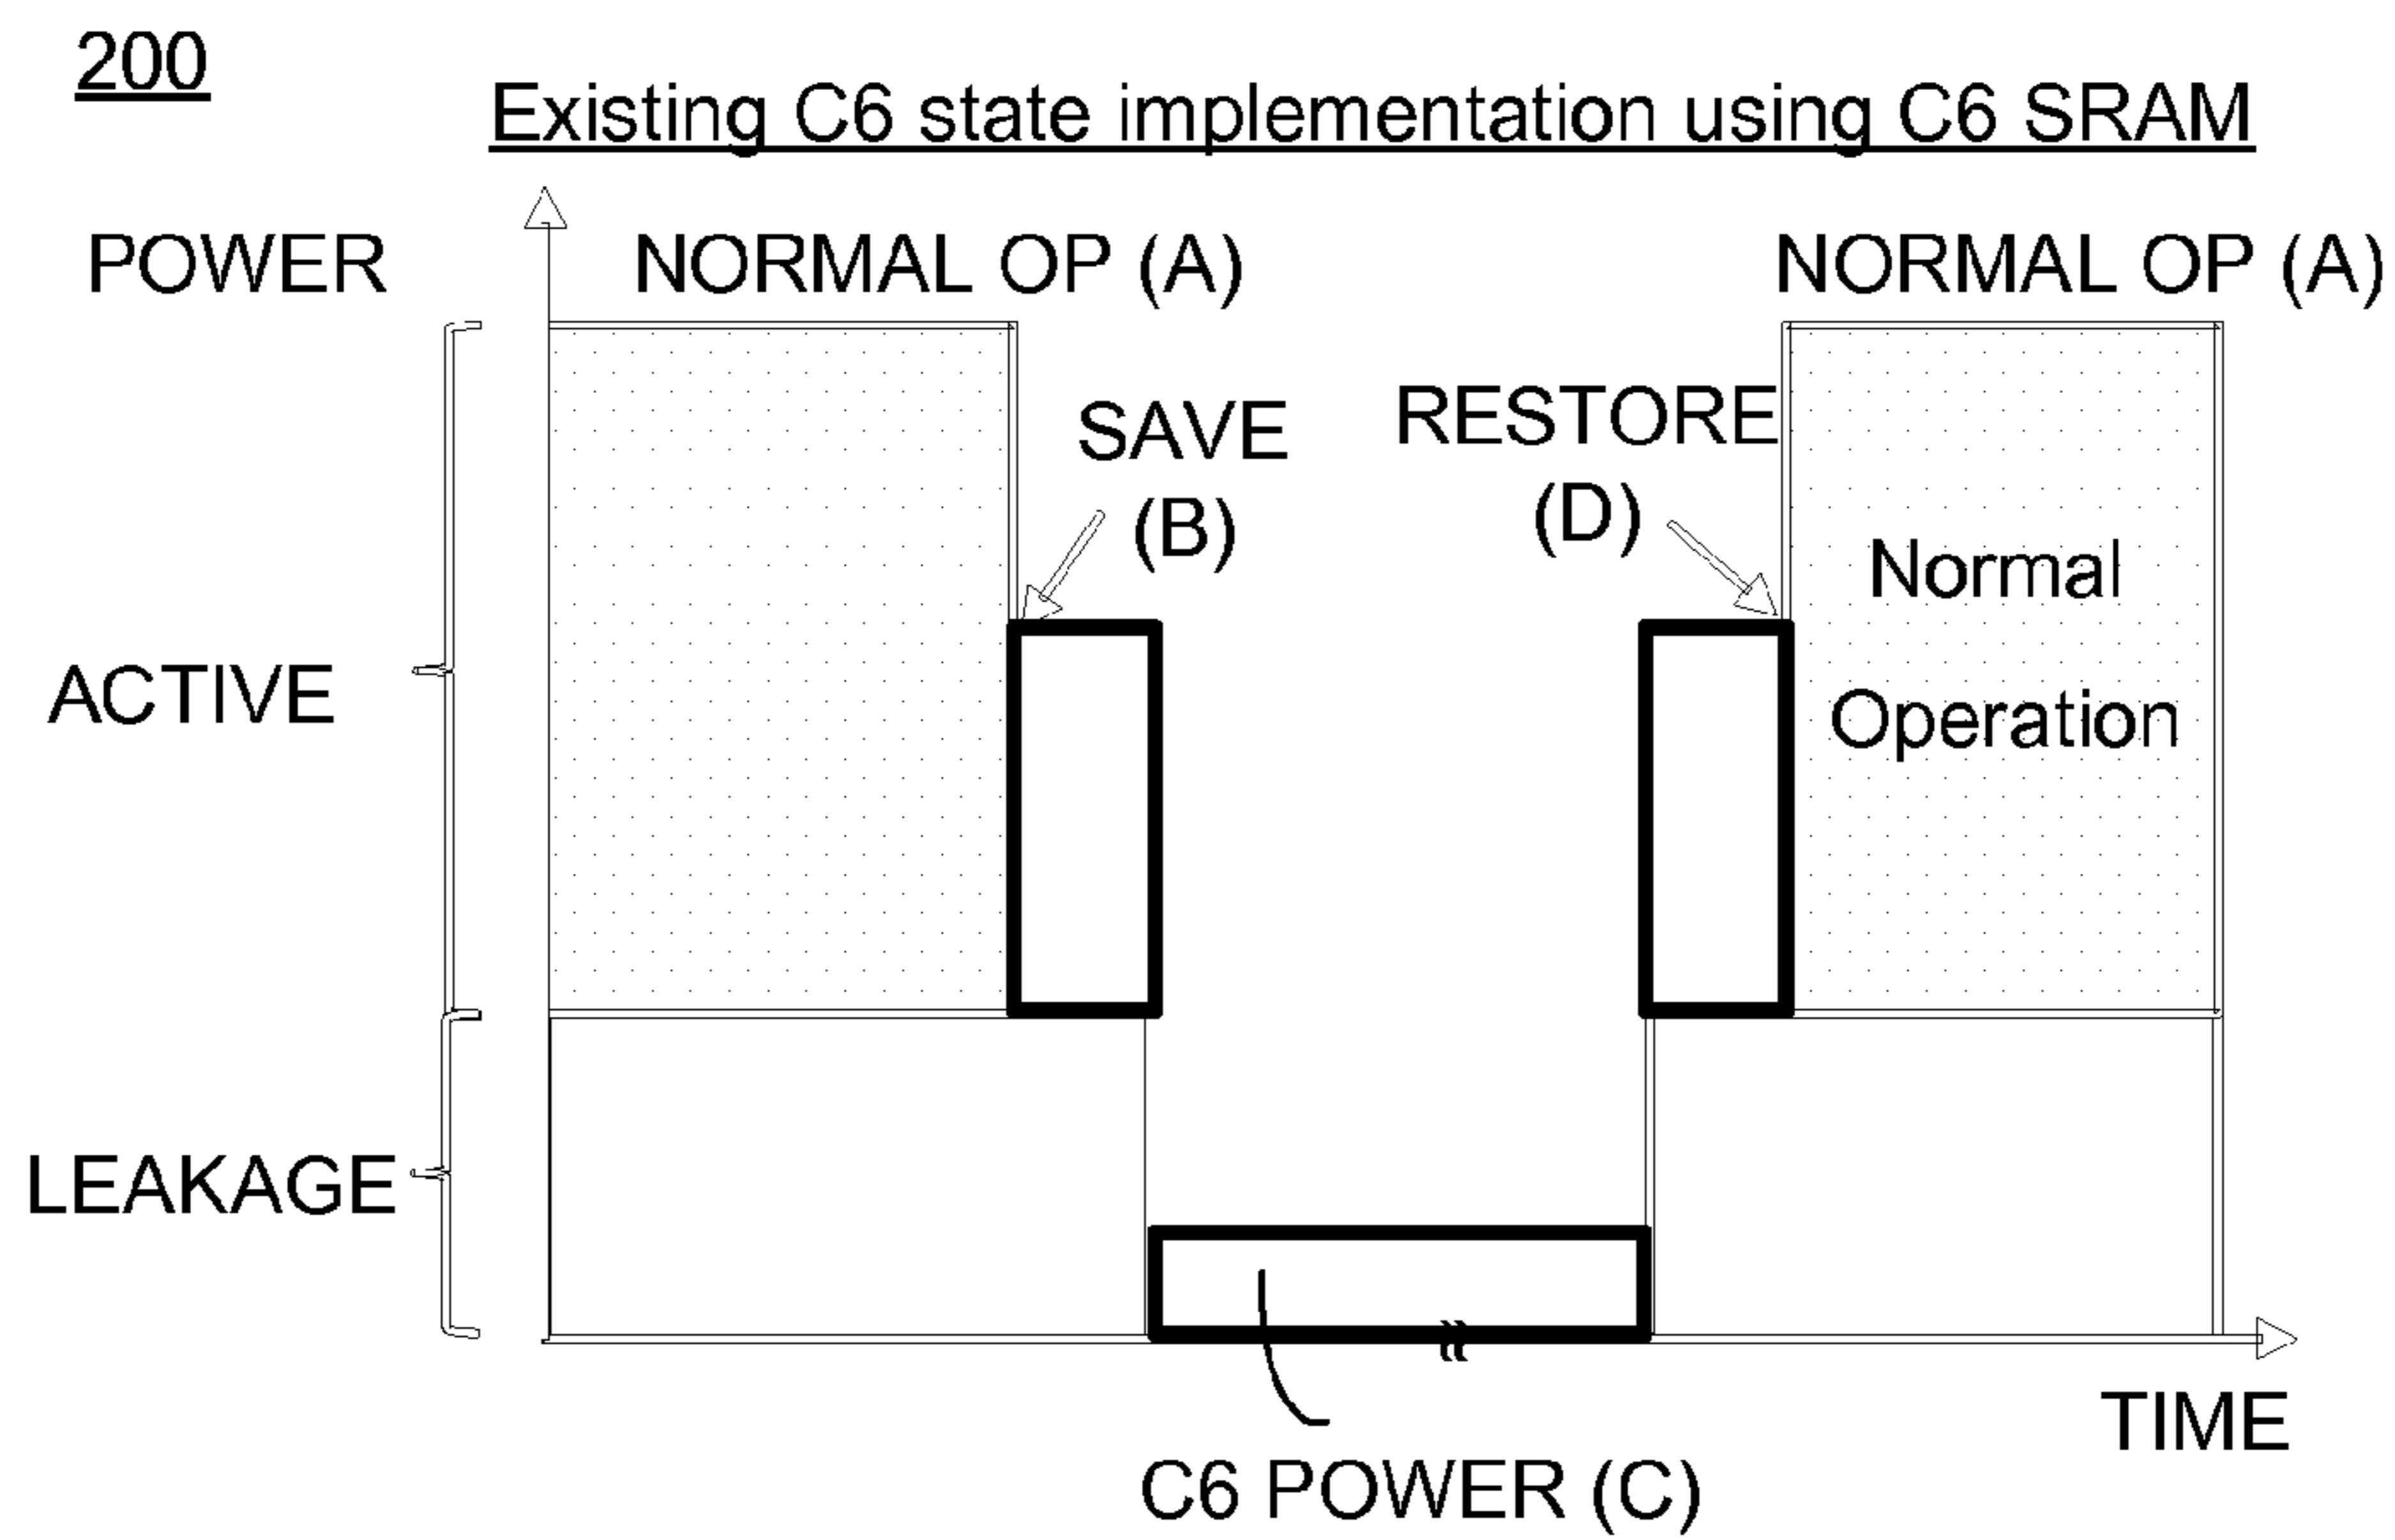 200
Existing C6 state implementation using C6 SRAM
POWER
NORMAL OP (A)
NORMAL OP (A)
SAVE
(B)
RESTORE
(D)
Normal
Operation
ACTIVE
LEAKAGE
TIME
C6 POWER (C)